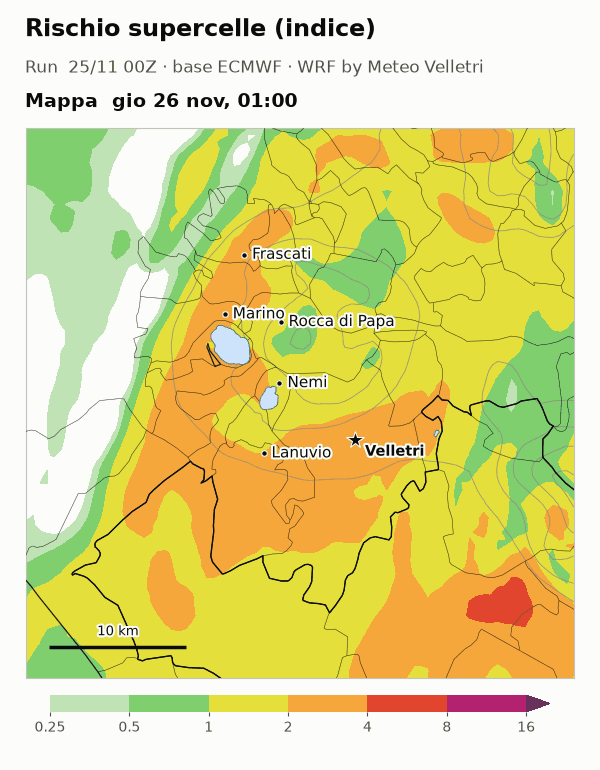 Rischio supercelle (indice)
Run  25/11 00Z · base ECMWF · WRF by Meteo Velletri
Mappa  gio 26 nov, 01:00
Frascati
Marino
Rocca di Papa
Nemi
Velletri
Lanuvio
10 km
0.25 0.5 1 2 4 8 16